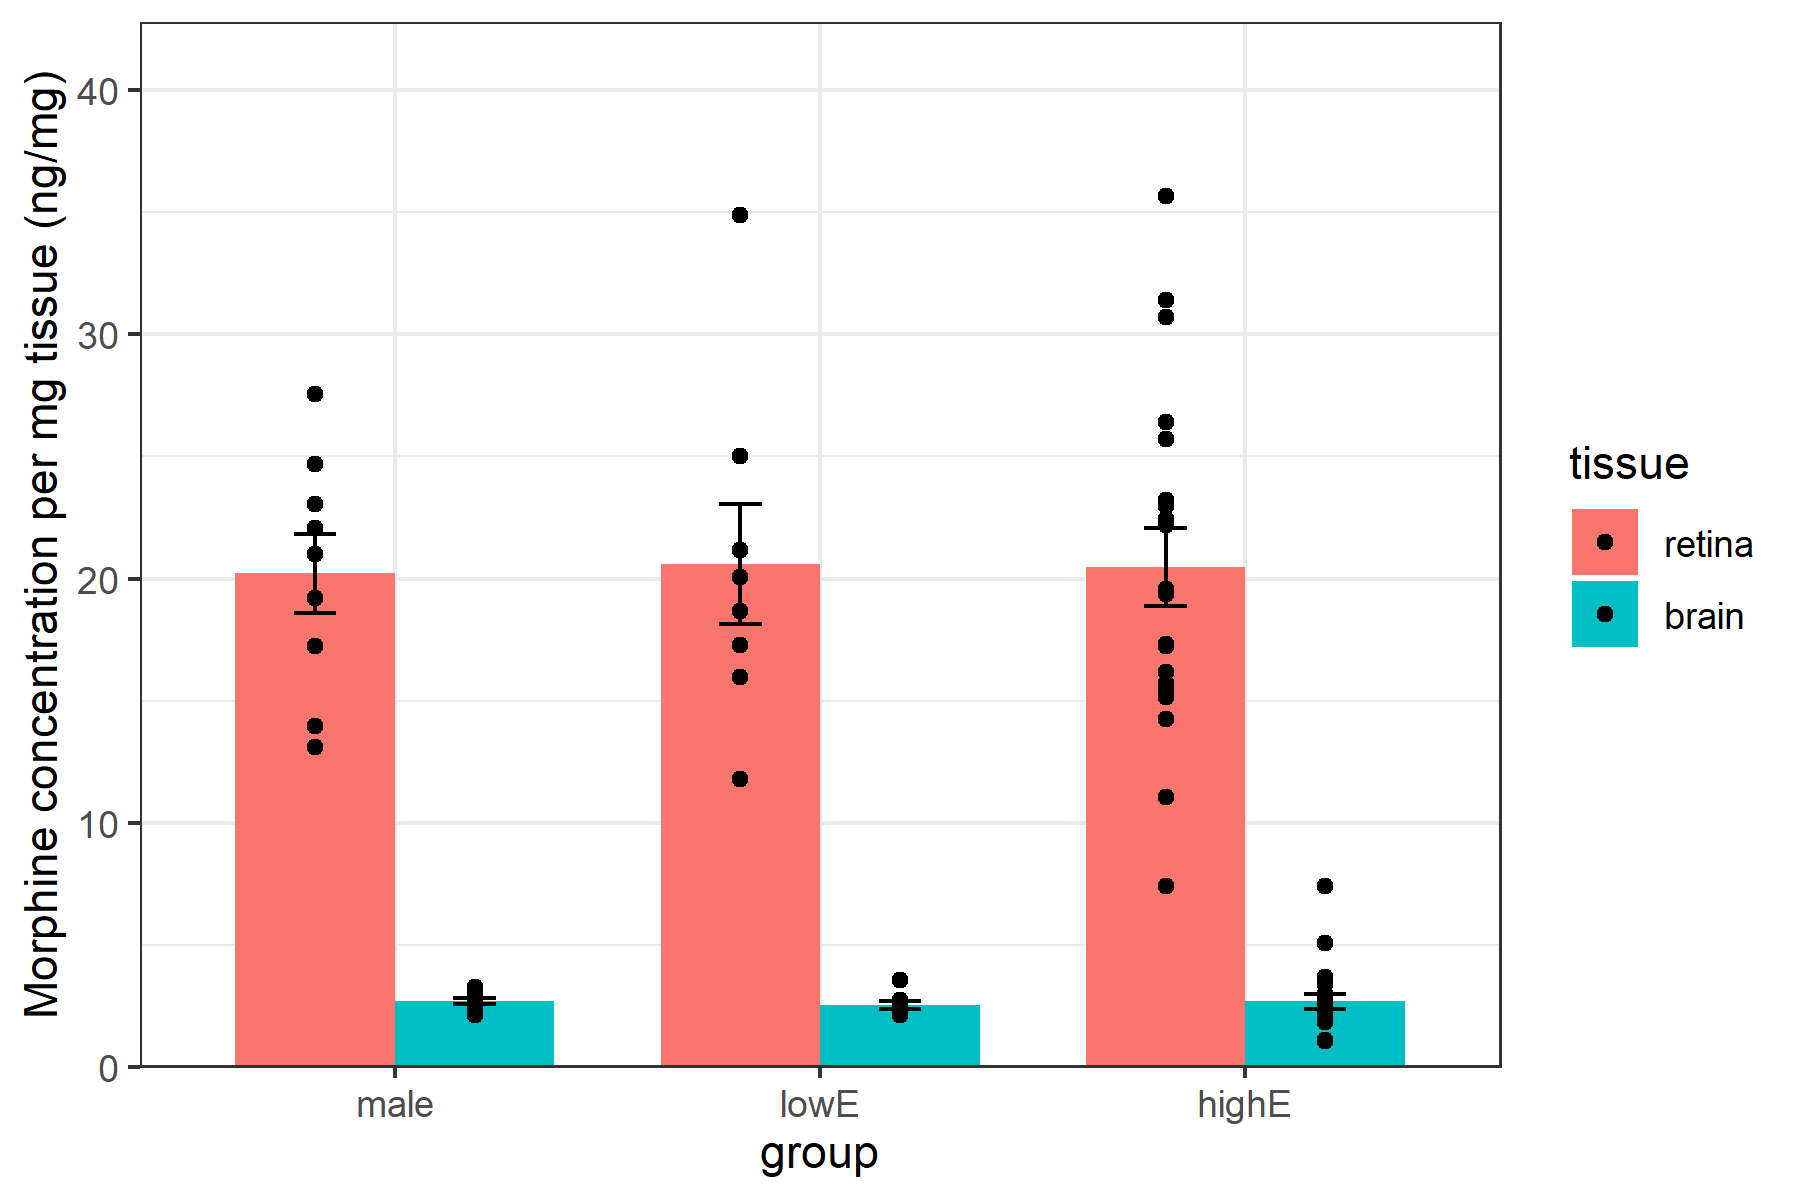 Morphine concentration per mg tissue (ng/mg)
40
30
20
10
0
male lowE highE
group
tissue
retina
brain